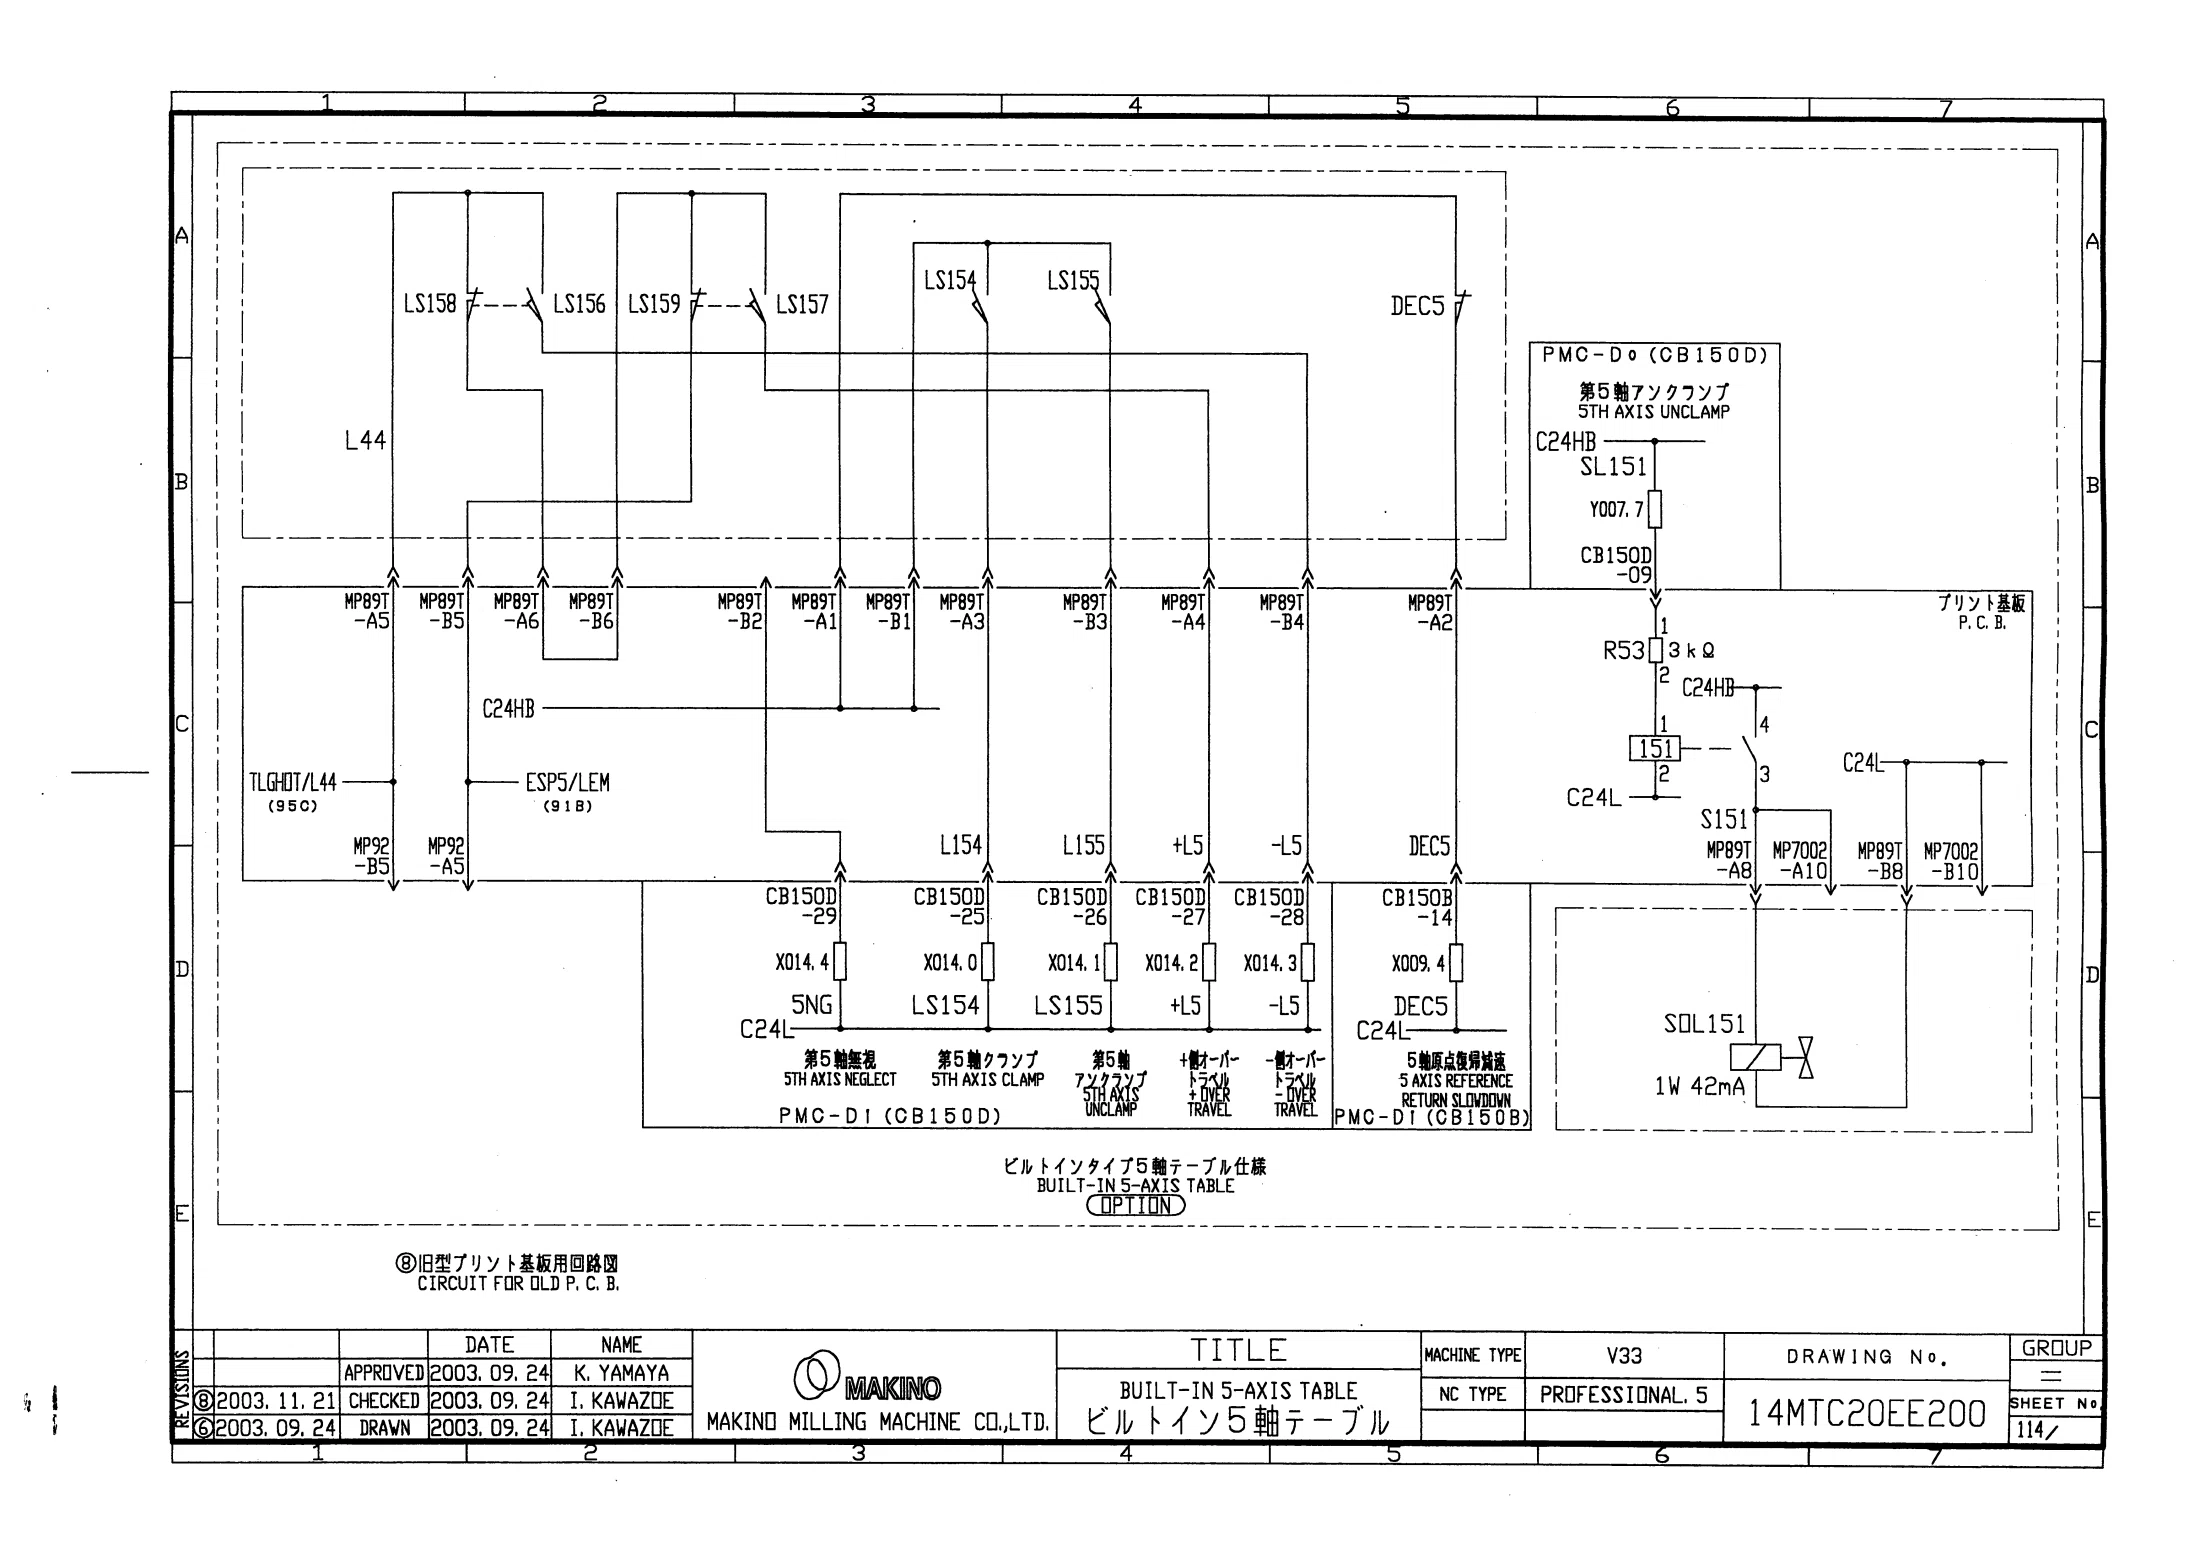 1 2 3 4 5 6 7
A A
LS158 LS156 LS159 LS157 LS154 LS155 DEC5
PMC-Do (CB150D)
第5軸アンクランプ
5TH AXIS UNCLAMP
C24HB
SL151
L44
B B
Y007.7
CB150D
-09
MP89T MP89T MP89T MP89T MP89T MP89T MP89T MP89T MP89T MP89T MP89T MP89T
-A5 -B5 -A6 -B6 -B2 -A1 -B1 -A3 -B3 -A4 -B4 -A2
プリント基板
P.C.B.
1
R53 3kΩ
2
C24HB
C24HB
C C
1 4
151
2 3
C24L
C24L
TLGHOT/L44
(95C)
ESP5/LEM
(91B)
S151
MP92 MP92
-B5 -A5
L154 L155 +L5 -L5 DEC5
MP89T MP7002 MP89T MP7002
-A8 -A10 -B8 -B10
CB150D CB150D CB150D CB150D CB150D CB150B
-29 -25 -26 -27 -28 -14
D D
X014.4 X014.0 X014.1 X014.2 X014.3 X009.4
5NG LS154 LS155 +L5 -L5 DEC5
C24L C24L
SOL151
1W 42mA
第5軸無視
5TH AXIS NEGLECT
第5軸クランプ
5TH AXIS CLAMP
第5軸
アンクランプ
5TH AXIS
UNCLAMP
+側オーバー
トラベル
+OVER
TRAVEL
-側オーバー
トラベル
-OVER
TRAVEL
5軸原点復帰減速
5 AXIS REFERENCE
RETURN SLOWDOWN
PMC-DI (CB150D)
PMC-DI (CB150B)
ビルトインタイプ5軸テーブル仕様
BUILT-IN 5-AXIS TABLE
OPTION
E E
⑧旧型プリント基板用回路図
CIRCUIT FOR OLD P.C.B.
REVISIONS
DATE NAME
APPROVED 2003.09.24 K. YAMAYA
⑧ 2003.11.21 CHECKED 2003.09.24 I. KAWAZOE
⑥ 2003.09.24 DRAWN 2003.09.24 I. KAWAZOE
MAKINO
MAKINO MILLING MACHINE CO.,LTD.
TITLE
BUILT-IN 5-AXIS TABLE
ビルトイン5軸テーブル
MACHINE TYPE V33
NC TYPE PROFESSIONAL.5
DRAWING No.
14MTC20EE200
GROUP
=
SHEET No.
114/
1 2 3 4 5 6 7